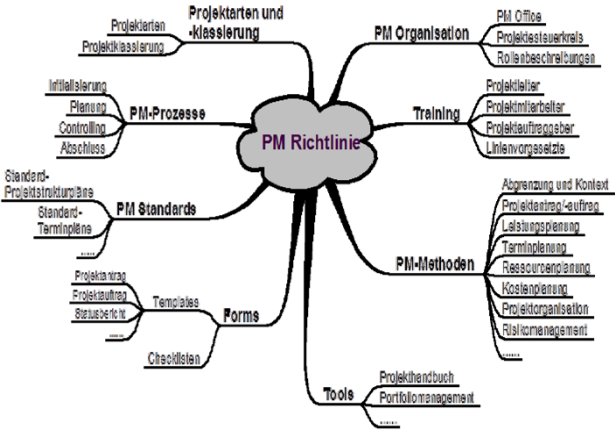 Projektarten und
-klassierung
Projektarten
Projektklassierung
PM Organisation
PM Office
Projektesteuerkreis
Rollenbeschreibungen
PM-Prozesse
Initialisierung
Planung
Controlling
Abschluss
Training
Projektleiter
Projektmitarbeiter
Projektauftraggeber
Linienvorgesetzte
PM Richtlinie
PM Standards
Standard-
Projektstrukturpläne
Standard-
Terminpläne
.....
PM-Methoden
Abgrenzung und Kontext
Projektantrag/-auftrag
Leistungsplanung
Terminplanung
Ressourcenplanung
Kostenplanung
Projektorganisation
Risikomanagement
.....
Forms
Templates
Projektantrag
Projektauftrag
Statusbericht
.....
Checklisten
Tools
Projekthandbuch
Portfoliomanagement
.....